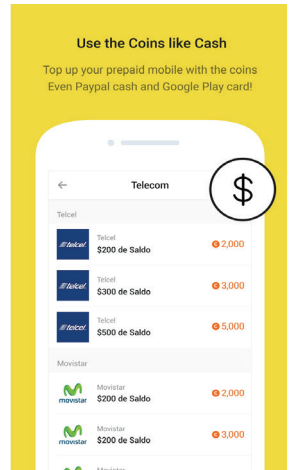 Use the Coins like Cash
Top up your prepaid mobile with the coins
Even Paypal cash and Google Play card!
← Telecom
$
Telcel
telcel
Telcel
$200 de Saldo
C 2,000
telcel
Telcel
$300 de Saldo
C 3,000
telcel
Telcel
$500 de Saldo
C 5,000
Movistar
movistar
Movistar
$200 de Saldo
C 2,000
movistar
Movistar
$200 de Saldo
C 3,000